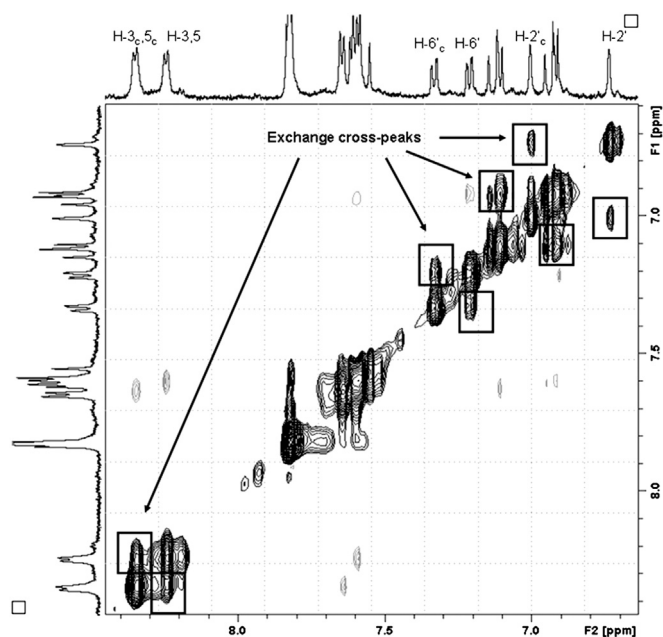 H-3c,5c H-3,5 H-6'c H-6' H-2'c H-2'
Exchange cross-peaks
F1 [ppm]
7.0
7.5
8.0
8.0 7.5 7.0 F2 [ppm]